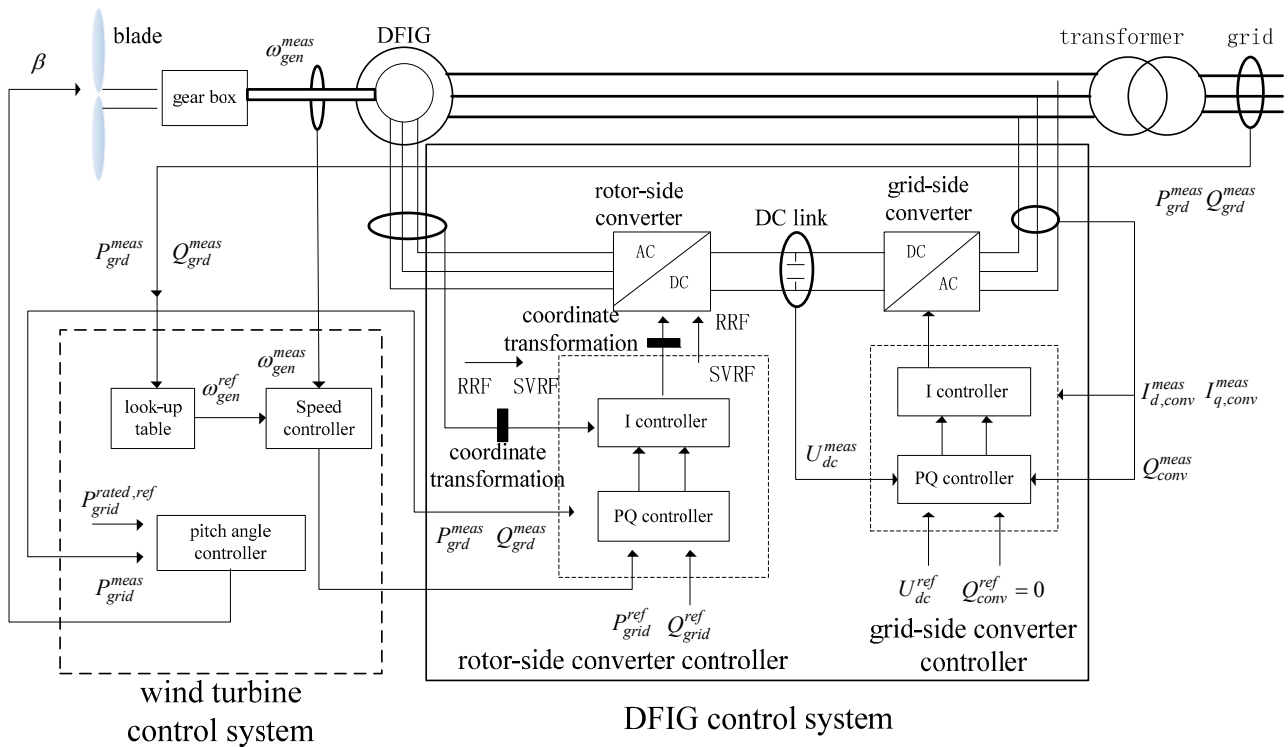 blade
β
gear box
ω_gen^meas
DFIG
transformer
grid
P_grd^meas Q_grd^meas
P_grd^meas Q_grd^meas
rotor-side
converter
DC link
grid-side
converter
AC
DC
DC
AC
coordinate
transformation
RRF
SVRF
RRF SVRF
coordinate
transformation
I controller
PQ controller
P_grd^meas Q_grd^meas
P_grid^ref Q_grid^ref
rotor-side converter controller
U_dc^meas
I controller
PQ controller
I_d,conv^meas I_q,conv^meas
Q_conv^meas
U_dc^ref Q_conv^ref = 0
grid-side converter
controller
DFIG control system
ω_gen^ref
ω_gen^meas
look-up
table
Speed
controller
P_grid^rated,ref
pitch angle
controller
P_grid^meas
wind turbine
control system